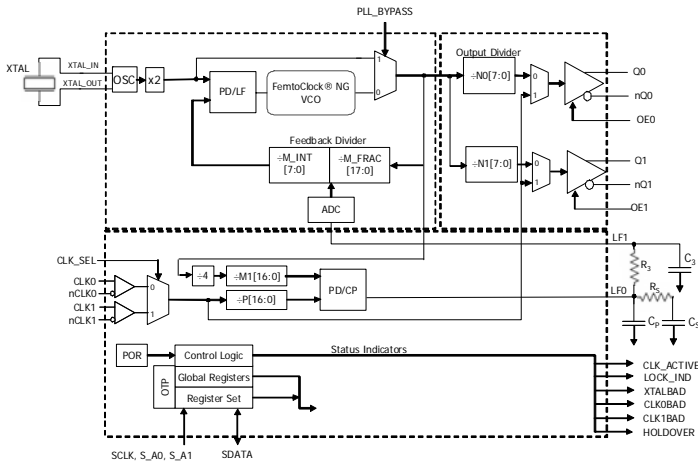 PLL_BYPASS
XTAL
XTAL_IN
XTAL_OUT
OSC
x2
PD/LF
FemtoClock® NG
VCO
1
0
Output Divider
÷N0[7:0]
0
1
Q0
nQ0
OE0
Feedback Divider
÷M_INT
[7:0]
÷M_FRAC
[17:0]
ADC
÷N1[7:0]
0
1
Q1
nQ1
OE1
LF1
CLK_SEL
CLK0
nCLK0
CLK1
nCLK1
0
1
÷4
÷M1[16:0]
÷P[16:0]
PD/CP
LF0
R3
C3
RS
CP
CS
POR
Control Logic
OTP
Global Registers
Register Set
Status Indicators
CLK_ACTIVE
LOCK_IND
XTALBAD
CLK0BAD
CLK1BAD
HOLDOVER
SCLK, S_A0, S_A1
SDATA